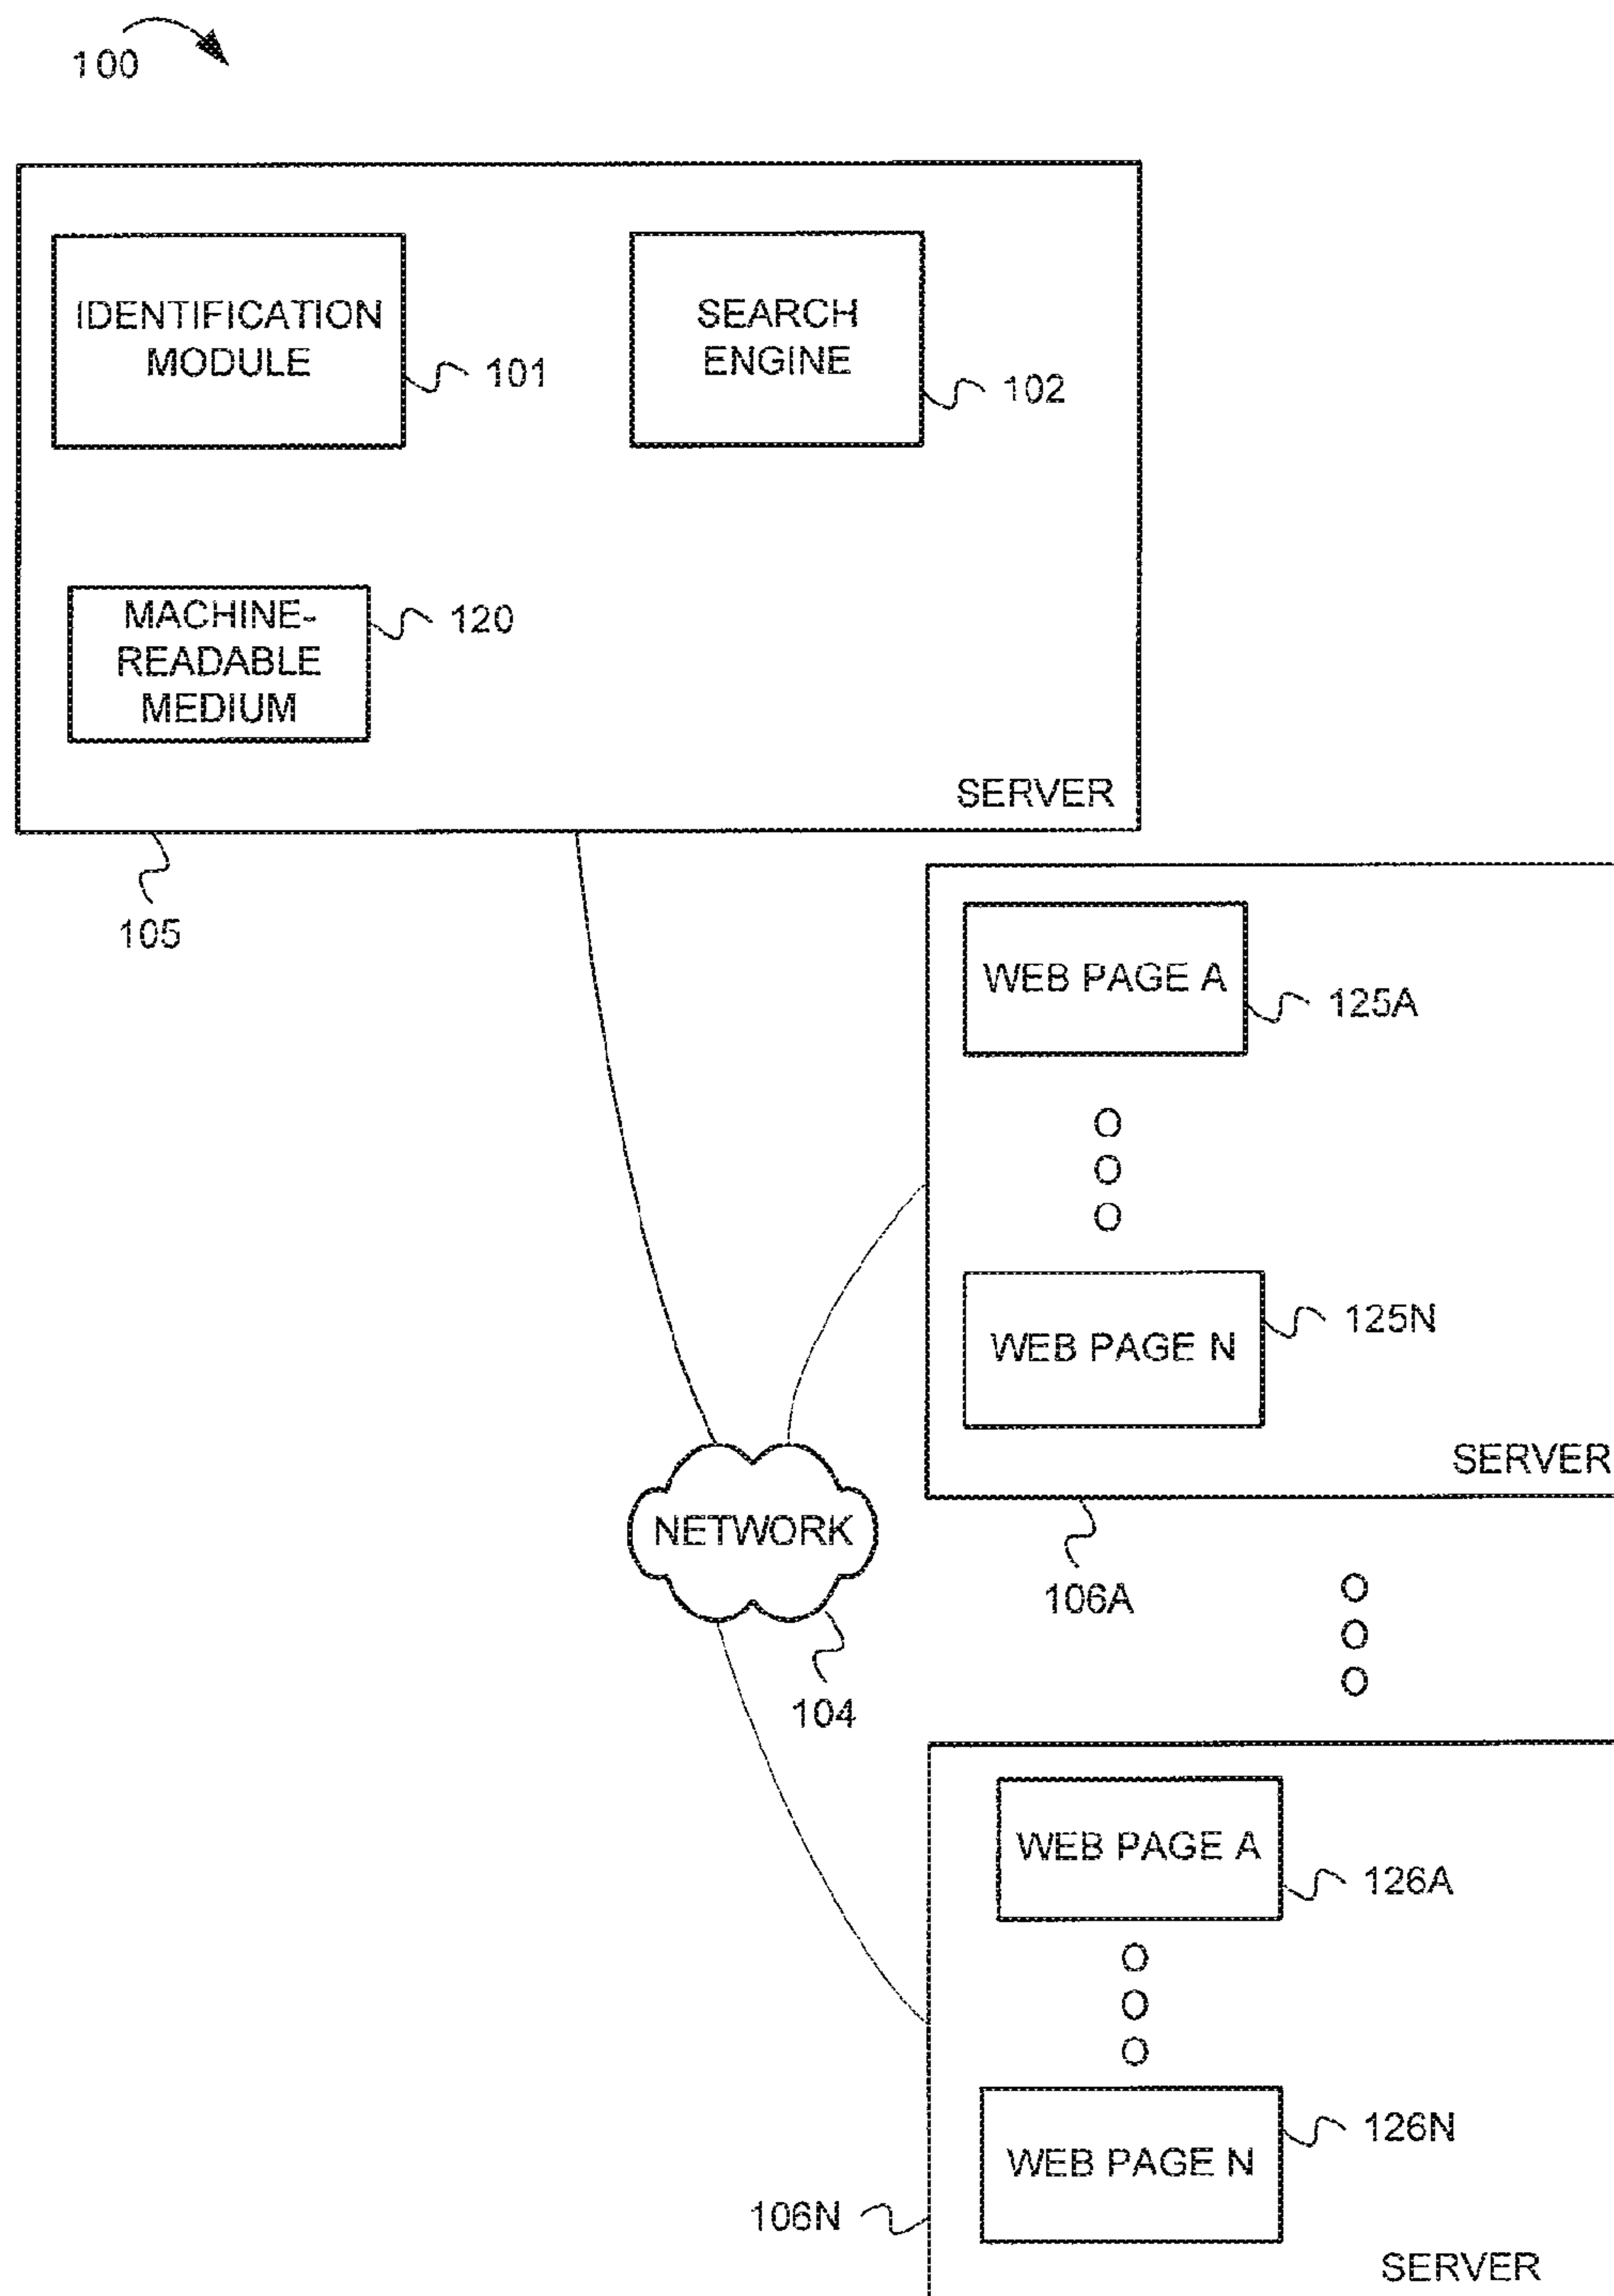 100
IDENTIFICATION
MODULE
101
SEARCH
ENGINE
102
MACHINE-
READABLE
MEDIUM
120
SERVER
105
WEB PAGE A
125A
WEB PAGE N
125N
SERVER
106A
NETWORK
104
WEB PAGE A
126A
WEB PAGE N
126N
106N
SERVER